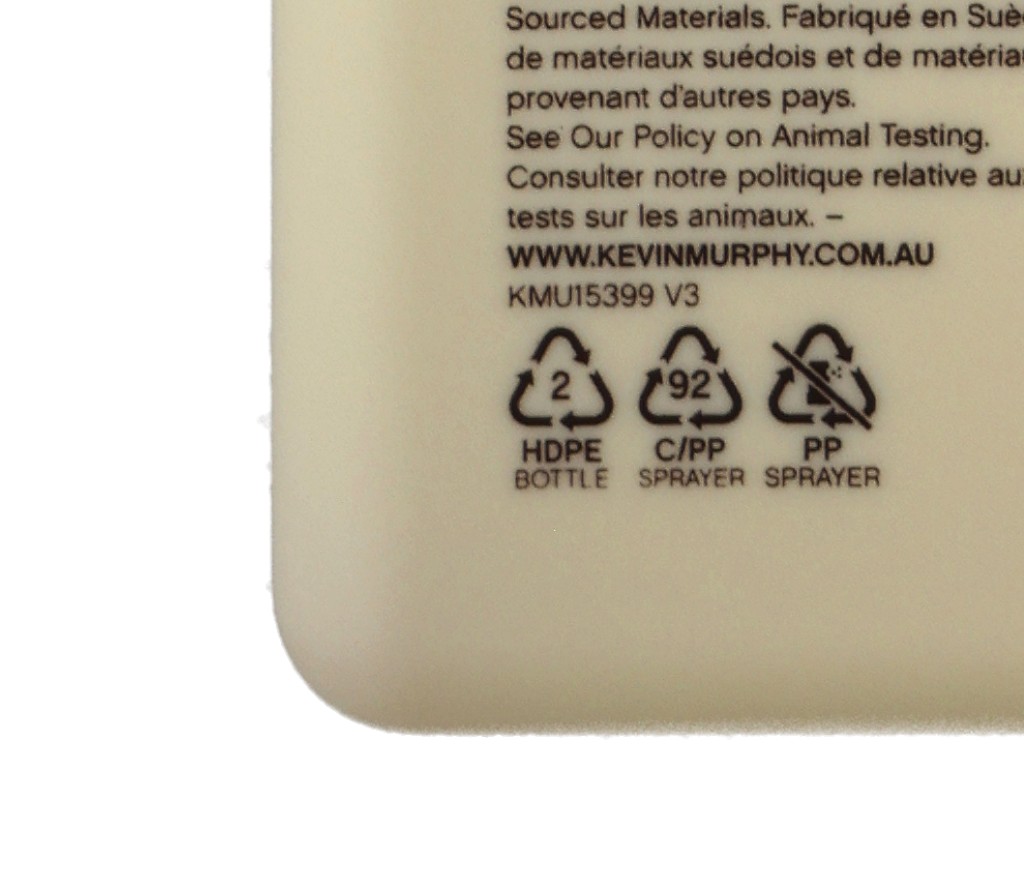 Sourced Materials. Fabriqué en Suè
de matériaux suédois et de matéria
provenant d'autres pays.
See Our Policy on Animal Testing.
Consulter notre politique relative aux
tests sur les animaux. –
WWW.KEVINMURPHY.COM.AU
KMU15399 V3
2 92
HDPE C/PP PP
BOTTLE SPRAYER SPRAYER